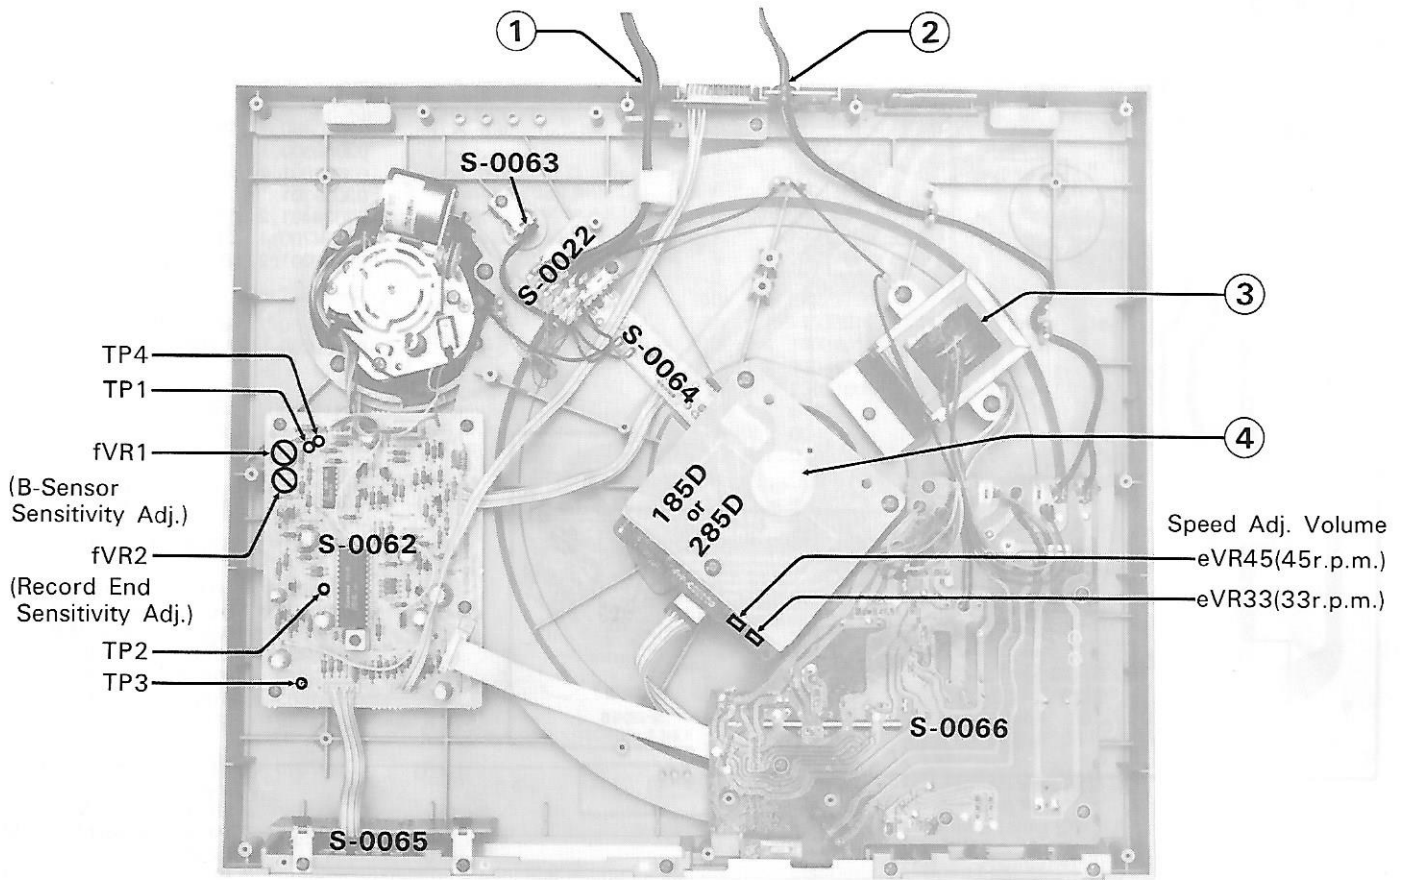 1
2
S-0063
S-0022
3
S-0064
TP4
TP1
fVR1
(B-Sensor
Sensitivity Adj.)
fVR2
(Record End
Sensitivity Adj.)
TP2
TP3
S-0062
4
185D
or
285D
Speed Adj. Volume
eVR45(45r.p.m.)
eVR33(33r.p.m.)
S-0066
S-0065